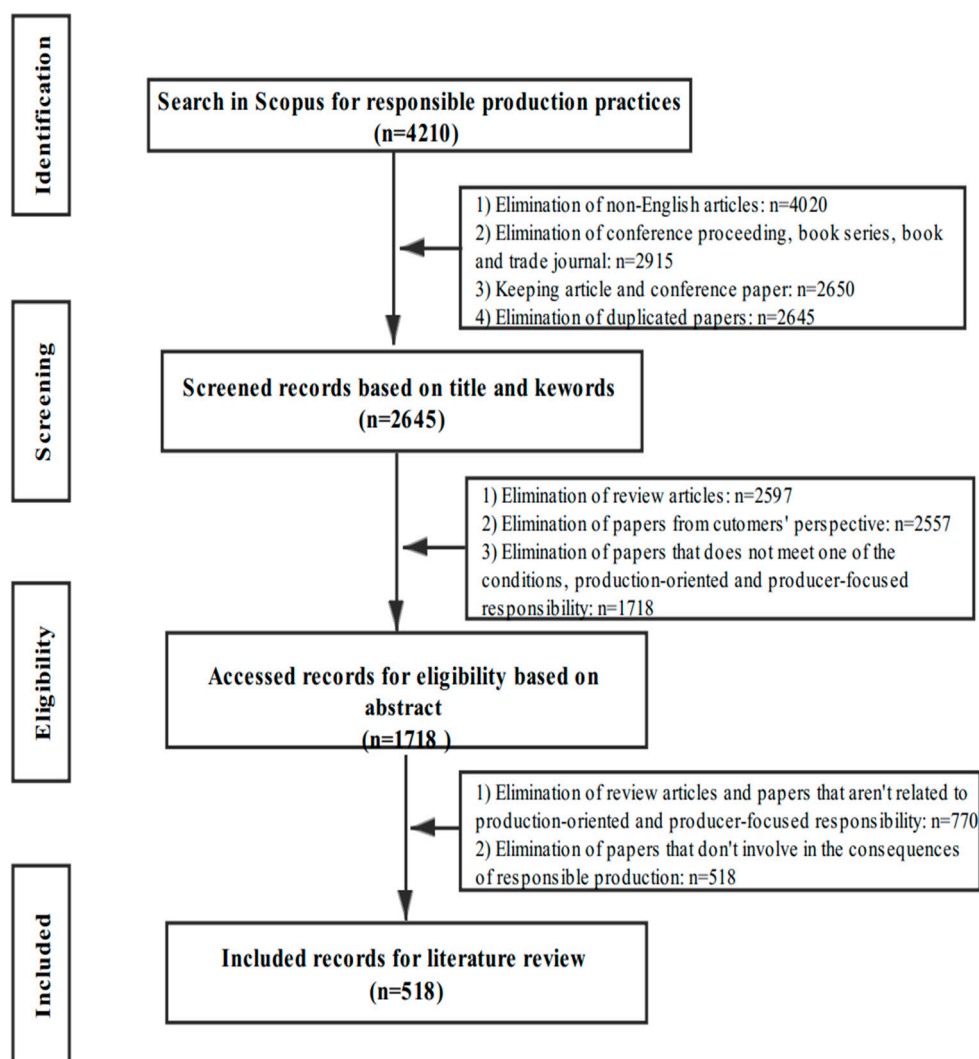 Identification
Search in Scopus for responsible production practices
(n=4210)
1) Elimination of non-English articles: n=4020
2) Elimination of conference proceeding, book series, book
and trade journal: n=2915
3) Keeping article and conference paper: n=2650
4) Elimination of duplicated papers: n=2645
Screening
Screened records based on title and kewords
(n=2645)
1) Elimination of review articles: n=2597
2) Elimination of papers from cutomers' perspective: n=2557
3) Elimination of papers that does not meet one of the
conditions, production-oriented and producer-focused
responsibility: n=1718
Eligibility
Accessed records for eligibility based on
abstract
(n=1718 )
1) Elimination of review articles and papers that aren't related to
production-oriented and producer-focused responsibility: n=770
2) Elimination of papers that don't involve in the consequences
of responsible production: n=518
Included
Included records for literature review
(n=518)